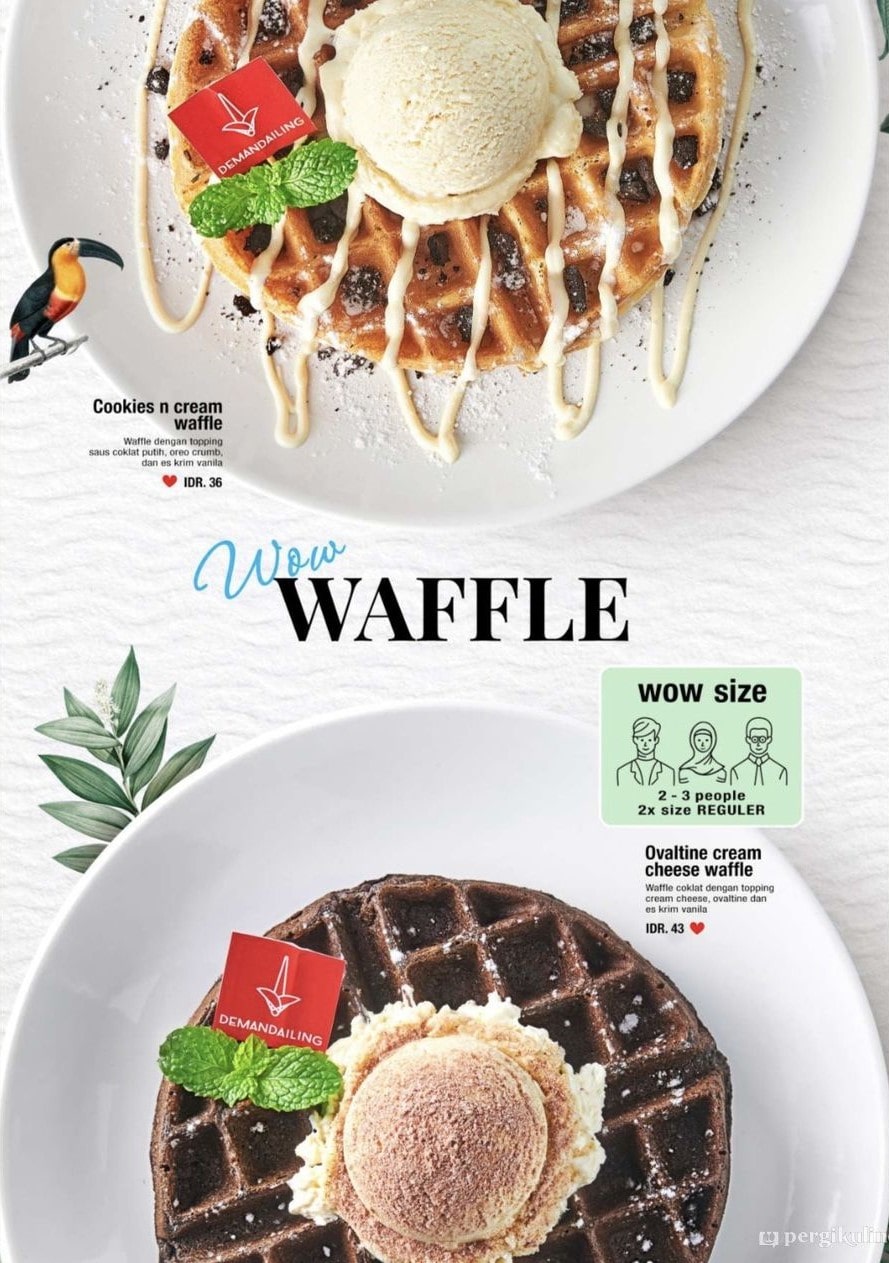 DEMANDAILING
Cookies n cream
waffle
Waffle dengan topping
saus coklat putih, oreo crumb,
dan es krim vanila
IDR. 36
Wow
WAFFLE
wow size
2 - 3 people
2x size REGULER
Ovaltine cream
cheese waffle
Waffle coklat dengan topping
cream cheese, ovaltine dan
es krim vanila
IDR. 43
DEMANDAILING
pergikulin